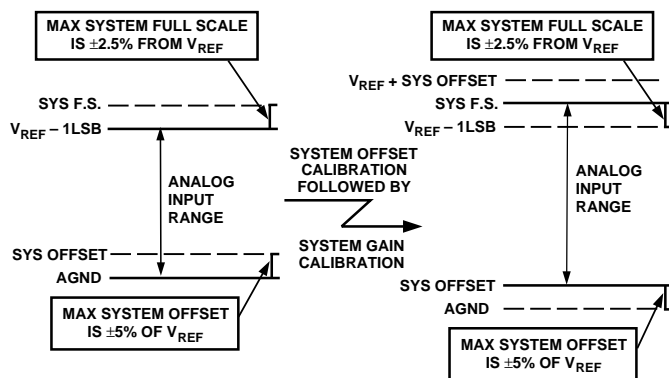 MAX SYSTEM FULL SCALE
IS ±2.5% FROM VREF
SYS F.S.
VREF – 1LSB
ANALOG
INPUT
RANGE
SYS OFFSET
AGND
MAX SYSTEM OFFSET
IS ±5% OF VREF
SYSTEM OFFSET
CALIBRATION
FOLLOWED BY
SYSTEM GAIN
CALIBRATION
MAX SYSTEM FULL SCALE
IS ±2.5% FROM VREF
VREF + SYS OFFSET
SYS F.S.
VREF – 1LSB
ANALOG
INPUT
RANGE
SYS OFFSET
AGND
MAX SYSTEM OFFSET
IS ±5% OF VREF